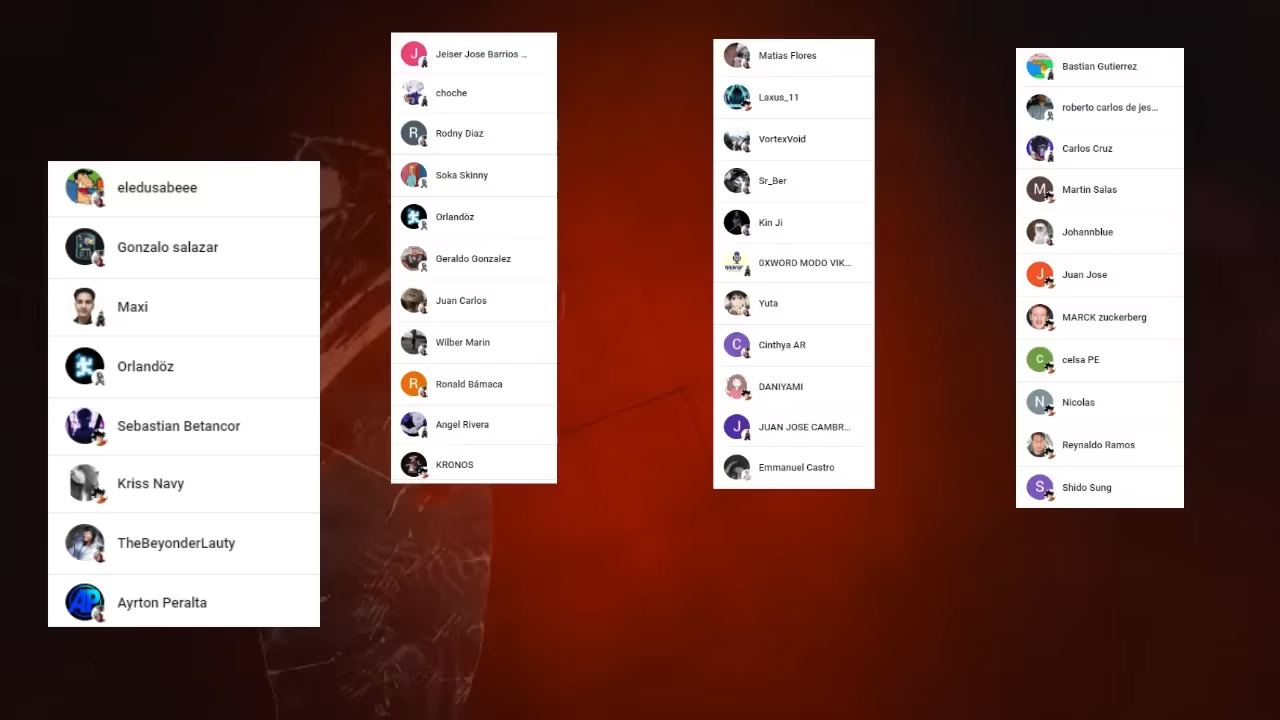 eledusabeee
Gonzalo salazar
Maxi
Orlandöz
Sebastian Betancor
Kriss Navy
TheBeyonderLauty
AP
Ayrton Peralta
J
Jeiser Jose Barrios ...
choche
R
Rodny Diaz
Soka Skinny
Orlandöz
Geraldo Gonzalez
Juan Carlos
Wilber Marin
R
Ronald Bámaca
Angel Rivera
KRONOS
Matias Flores
Laxus_11
VortexVoid
Sr_Ber
Kin Ji
0XWORD MODO VIK...
Yuta
C
Cinthya AR
DANIYAMI
J
JUAN JOSE CAMBR...
Emmanuel Castro
Bastian Gutierrez
roberto carlos de jes...
Carlos Cruz
M
Martin Salas
Johannblue
J
Juan Jose
MARCK zuckerberg
C
celsa PE
N
Nicolas
Reynaldo Ramos
S
Shido Sung